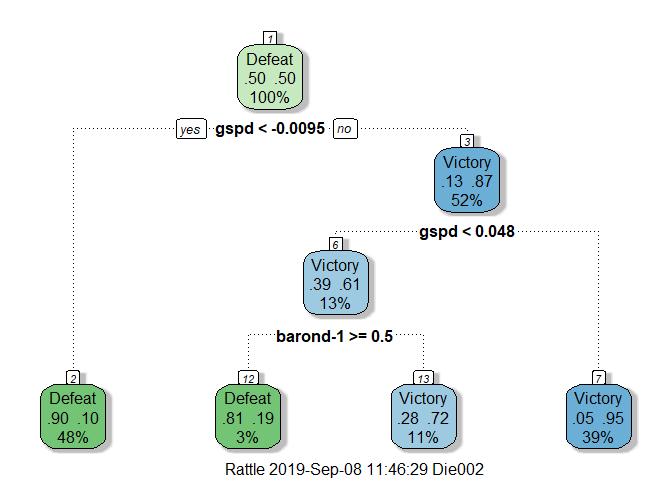 1
Defeat
.50 .50
100%
yes gspd < -0.0095 no
3
Victory
.13 .87
52%
gspd < 0.048
6
Victory
.39 .61
13%
barond-1 >= 0.5
2
Defeat
.90 .10
48%
12
Defeat
.81 .19
3%
13
Victory
.28 .72
11%
7
Victory
.05 .95
39%
Rattle 2019-Sep-08 11:46:29 Die002